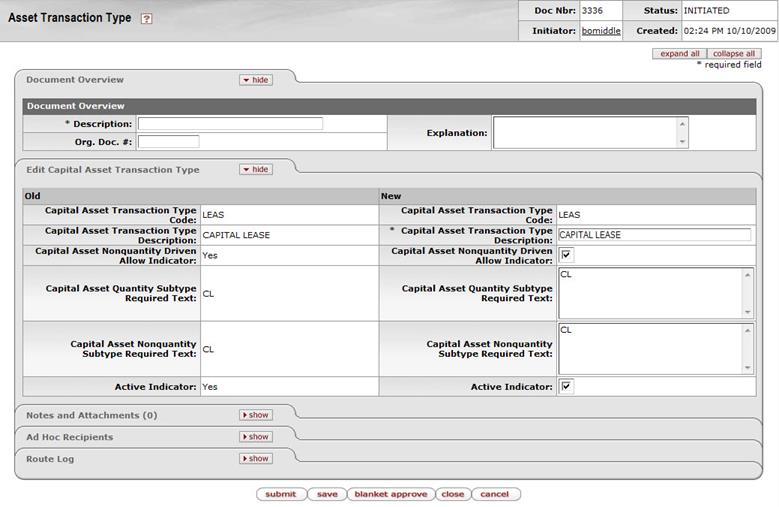 Asset Transaction Type ?
Doc Nbr: 3336 Status: INITIATED
Initiator: bomiddle Created: 02:24 PM 10/10/2009
expand all collapse all
* required field
Document Overview hide
Document Overview
* Description:
Explanation:
Org. Doc. #:
Edit Capital Asset Transaction Type hide
Old New
Capital Asset Transaction Type Code: LEAS Capital Asset Transaction Type Code: LEAS
Capital Asset Transaction Type Description: CAPITAL LEASE * Capital Asset Transaction Type Description: CAPITAL LEASE
Capital Asset Nonquantity Driven Allow Indicator: Yes Capital Asset Nonquantity Driven Allow Indicator:
Capital Asset Quantity Subtype Required Text: CL Capital Asset Quantity Subtype Required Text: CL
Capital Asset Nonquantity Subtype Required Text: CL Capital Asset Nonquantity Subtype Required Text: CL
Active Indicator: Yes Active Indicator:
Notes and Attachments (0) show
Ad Hoc Recipients show
Route Log show
submit save blanket approve close cancel